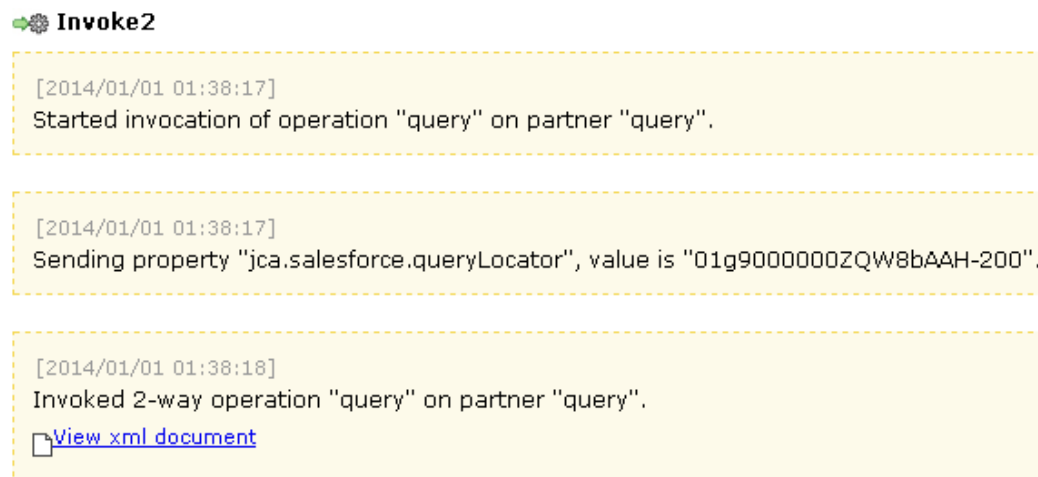 Invoke2
[2014/01/01 01:38:17]
Started invocation of operation "query" on partner "query".
[2014/01/01 01:38:17]
Sending property "jca.salesforce.queryLocator", value is "01g9000000ZQW8bAAH-200".
[2014/01/01 01:38:18]
Invoked 2-way operation "query" on partner "query".
View xml document